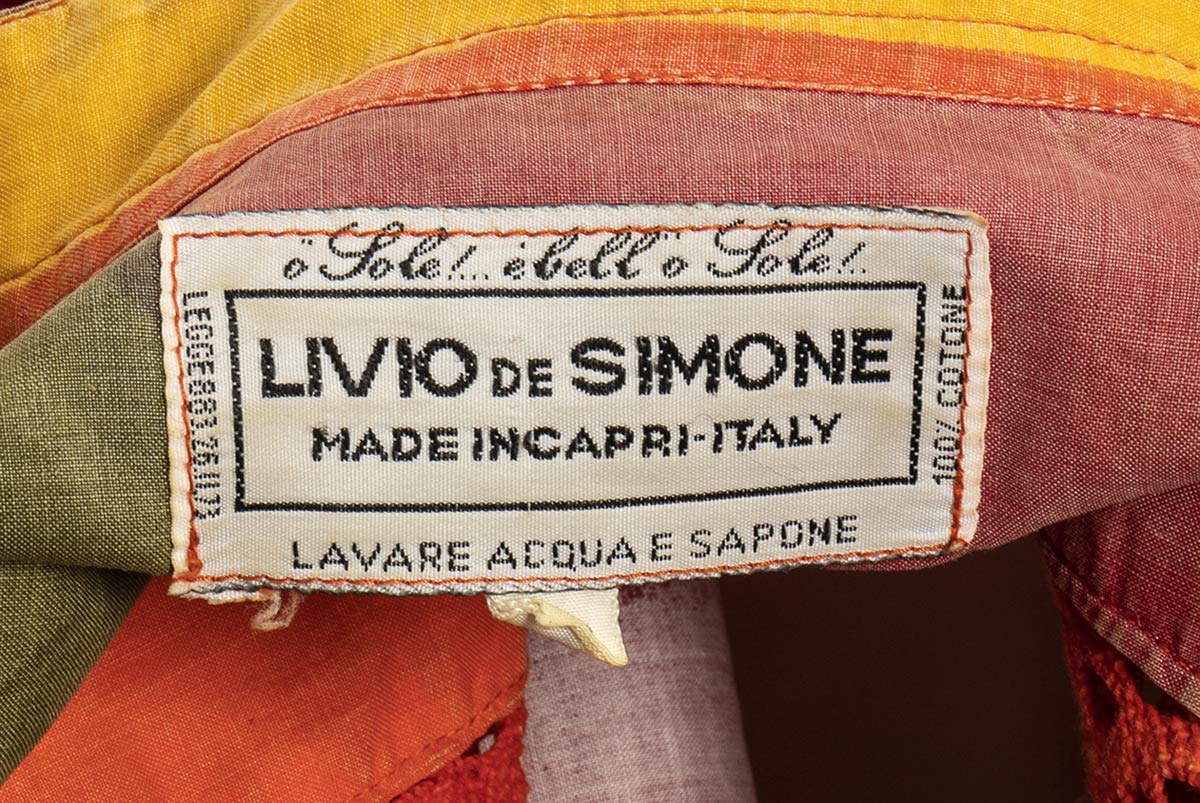 ö Sole!... è bell' o Sole!..
LIVIO DE SIMONE
MADE IN CAPRI-ITALY
LAVARE ACQUA E SAPONE
100% COTONE